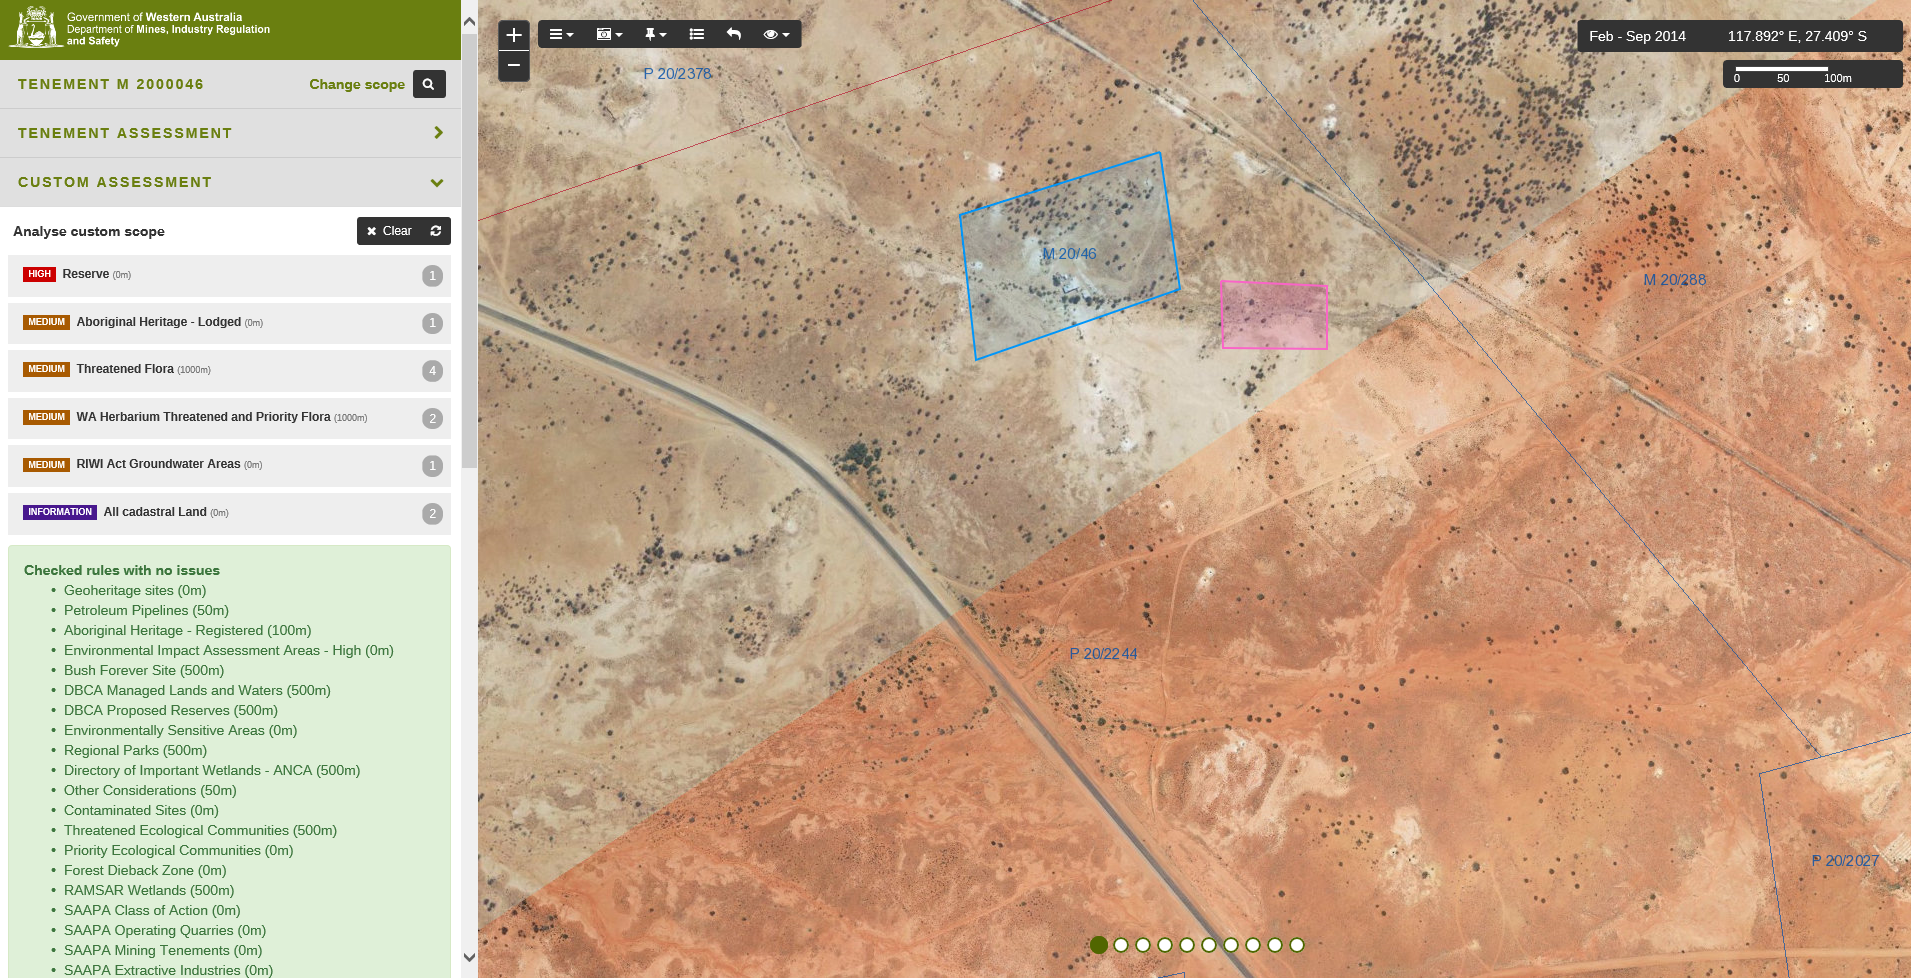 Government of Western Australia
Department of Mines, Industry Regulation
and Safety
TENEMENT M 2000046
Change scope
TENEMENT ASSESSMENT
CUSTOM ASSESSMENT
Analyse custom scope
Clear
HIGH Reserve (0m) 1
MEDIUM Aboriginal Heritage - Lodged (0m) 1
MEDIUM Threatened Flora (1000m) 4
MEDIUM WA Herbarium Threatened and Priority Flora (1000m) 2
MEDIUM RIWI Act Groundwater Areas (0m) 1
INFORMATION All cadastral Land (0m) 2
Checked rules with no issues
• Geoheritage sites (0m)
• Petroleum Pipelines (50m)
• Aboriginal Heritage - Registered (100m)
• Environmental Impact Assessment Areas - High (0m)
• Bush Forever Site (500m)
• DBCA Managed Lands and Waters (500m)
• DBCA Proposed Reserves (500m)
• Environmentally Sensitive Areas (0m)
• Regional Parks (500m)
• Directory of Important Wetlands - ANCA (500m)
• Other Considerations (50m)
• Contaminated Sites (0m)
• Threatened Ecological Communities (500m)
• Priority Ecological Communities (0m)
• Forest Dieback Zone (0m)
• RAMSAR Wetlands (500m)
• SAAPA Class of Action (0m)
• SAAPA Operating Quarries (0m)
• SAAPA Mining Tenements (0m)
• SAAPA Extractive Industries (0m)
Feb - Sep 2014 117.892° E, 27.409° S
0 50 100m
P 20/2378
M 20/46
M 20/288
P 20/2244
P 20/2027